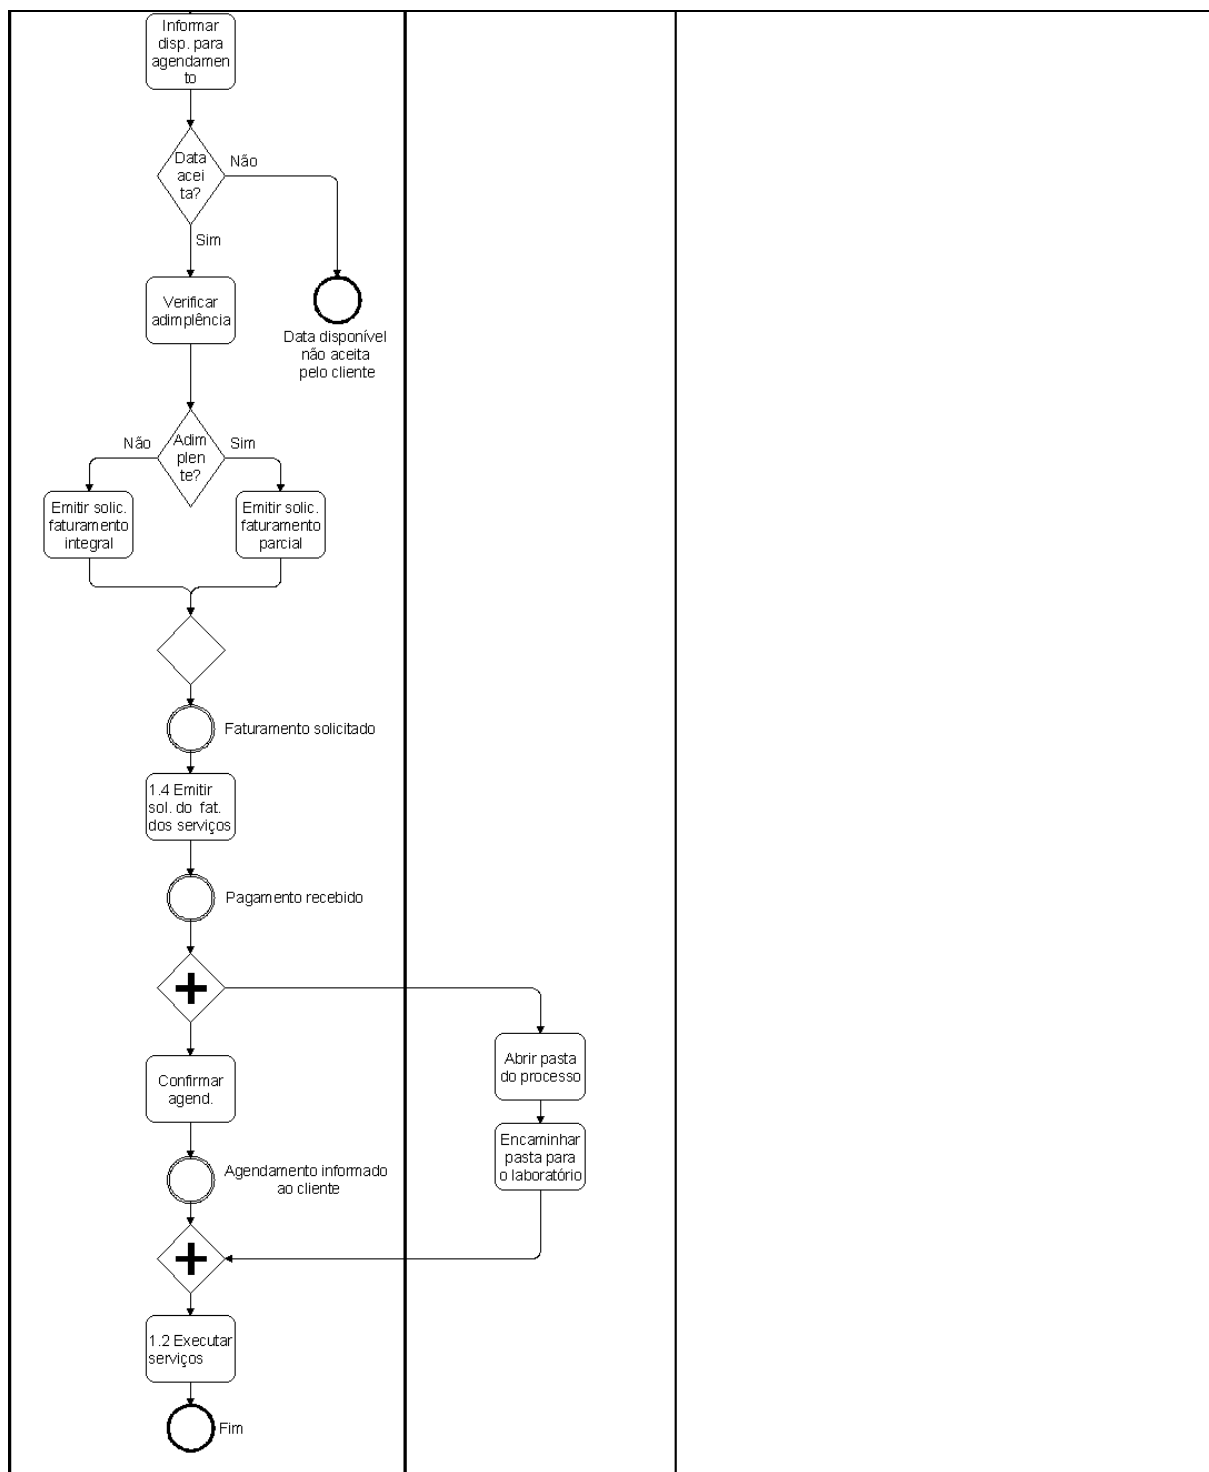 Informar
disp. para
agendamen
to
Data
acei
ta?
Não
Sim
Verificar
adimplência
Data disponível
não aceita
pelo cliente
Não
Adim
plen
te?
Sim
Emitir solic.
faturamento
integral
Emitir solic.
faturamento
parcial
Faturamento solicitado
1.4 Emitir
sol. do fat.
dos serviços
Pagamento recebido
Abrir pasta
do processo
Confirmar
agend.
Encaminhar
pasta para
o laboratório
Agendamento informado
ao cliente
1.2 Executar
serviços
Fim